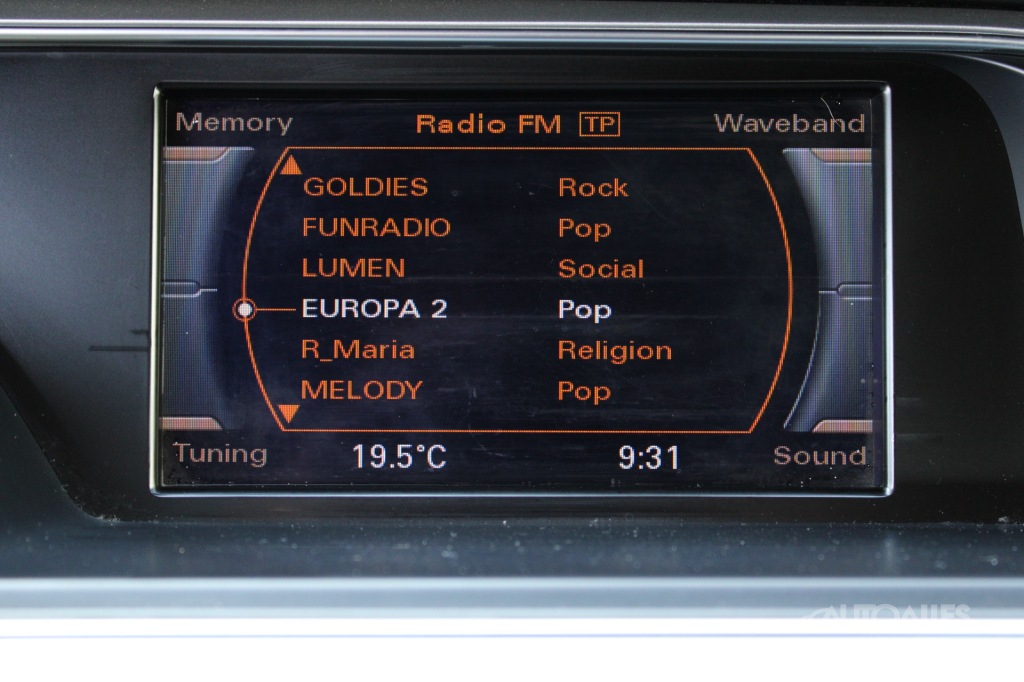 Memory Radio FM TP Waveband
GOLDIES Rock
FUNRADIO Pop
LUMEN Social
EUROPA 2 Pop
R_Maria Religion
MELODY Pop
Tuning 19.5°C 9:31 Sound
AUTOALLES